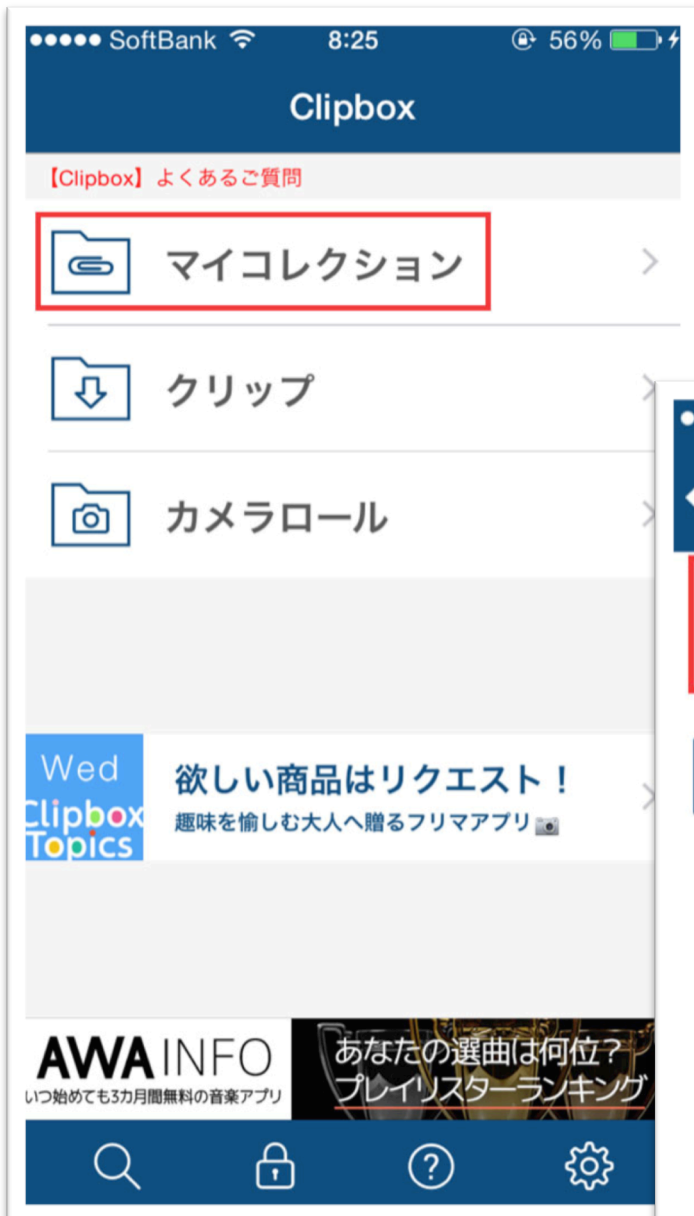 ●●●●● SoftBank 8:25 56%
Clipbox
【Clipbox】よくあるご質問
マイコレクション
クリップ
カメラロール
Wed
Clipbox
Topics
欲しい商品はリクエスト！
趣味を愉しむ大人へ贈るフリマアプリ📷
AWA INFO
いつ始めても3カ月間無料の音楽アプリ
あなたの選曲は何位？
プレイリスターランキング